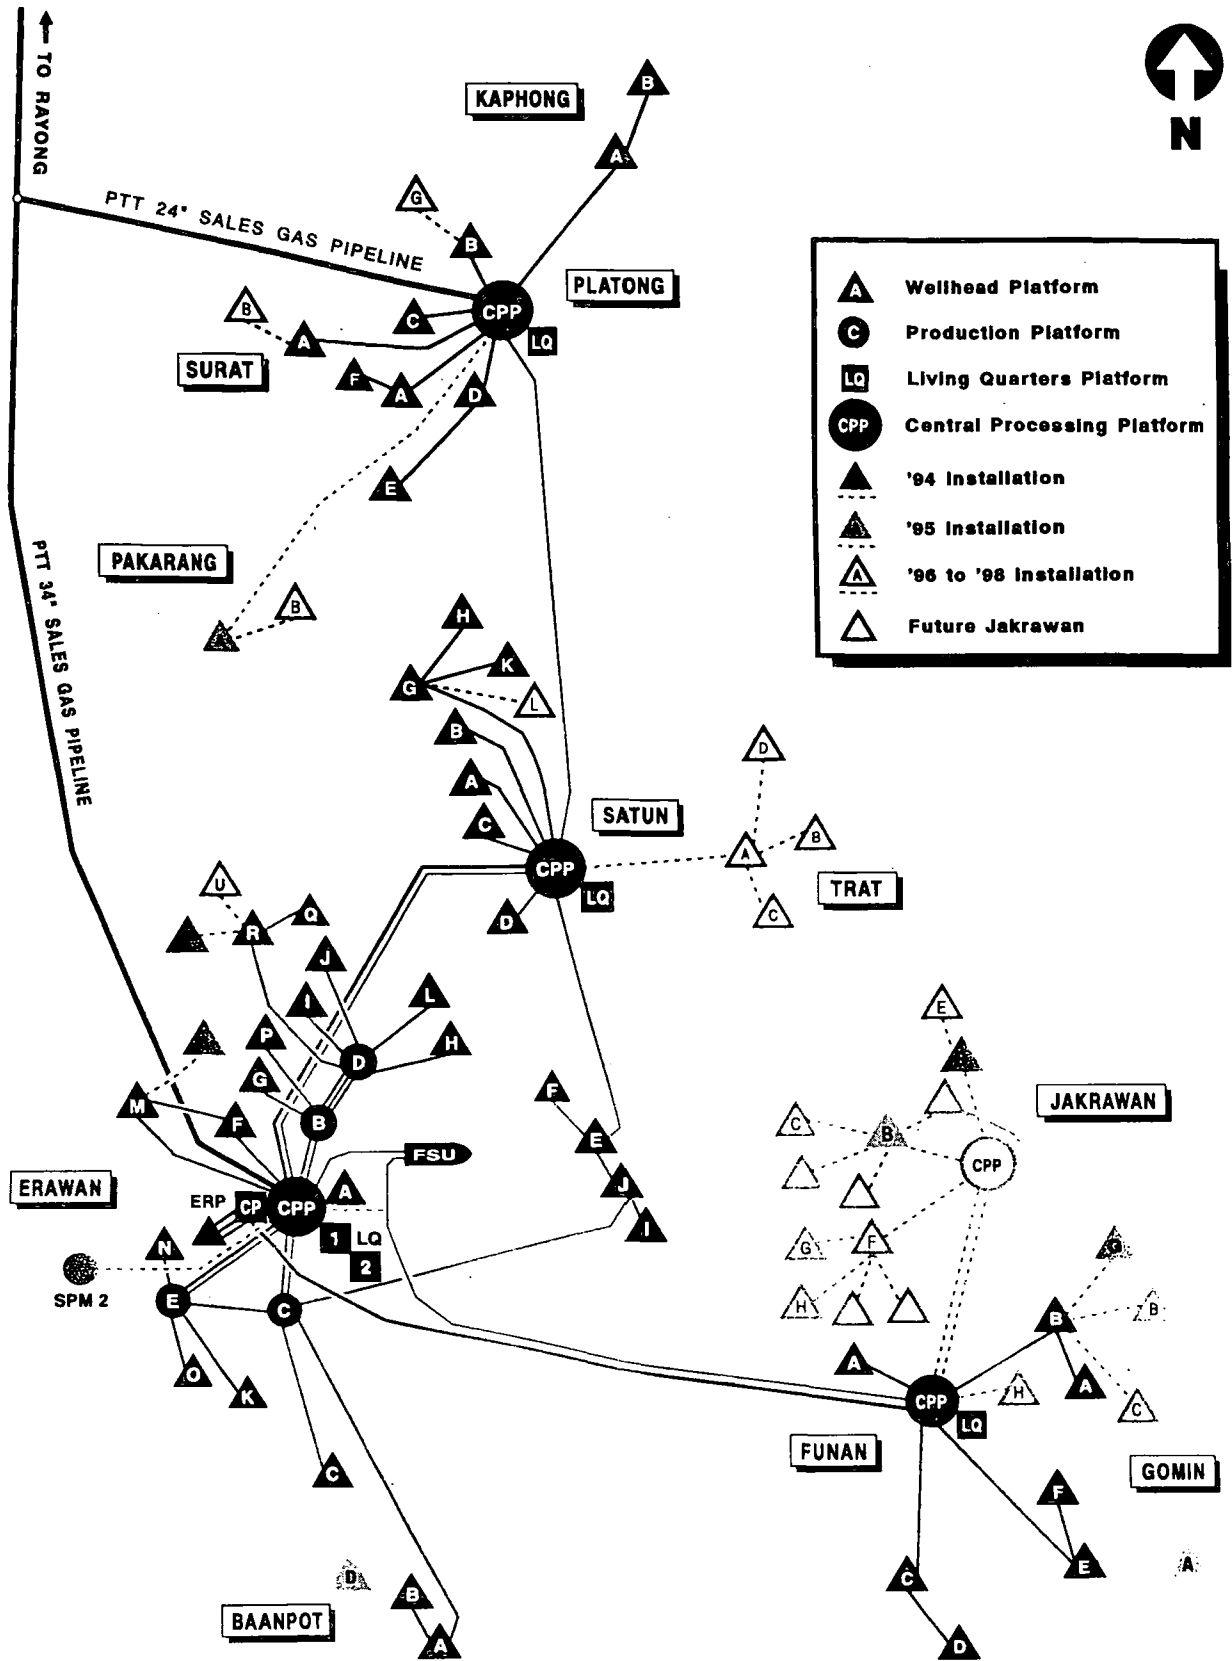 TO RAYONG
KAPHONG
B
A
N
PTT 24" SALES GAS PIPELINE
G
B
PLATONG
CPP
LQ
B
C
A
SURAT
F
A
D
E
A Wellhead Platform
C Production Platform
LQ Living Quarters Platform
CPP Central Processing Platform
'94 Installation
'95 Installation
A '96 to '98 Installation
Future Jakrawan
PAKARANG
B
PTT 34" SALES GAS PIPELINE
H
K
G
L
B
A
C
SATUN
CPP
LQ
D
D
A
B
C
TRAT
U
R
Q
J
I
L
P
D
H
G
M
F
B
FSU
ERAWAN
ERP
CP
CPP
A
1
LQ
2
N
SPM 2
E
C
O
K
C
F
E
J
I
E
JAKRAWAN
C
B
CPP
G
F
H
G
B
B
A
A
C
CPP
H
LQ
FUNAN
GOMIN
F
E
A
C
D
D
B
A
BAANPOT